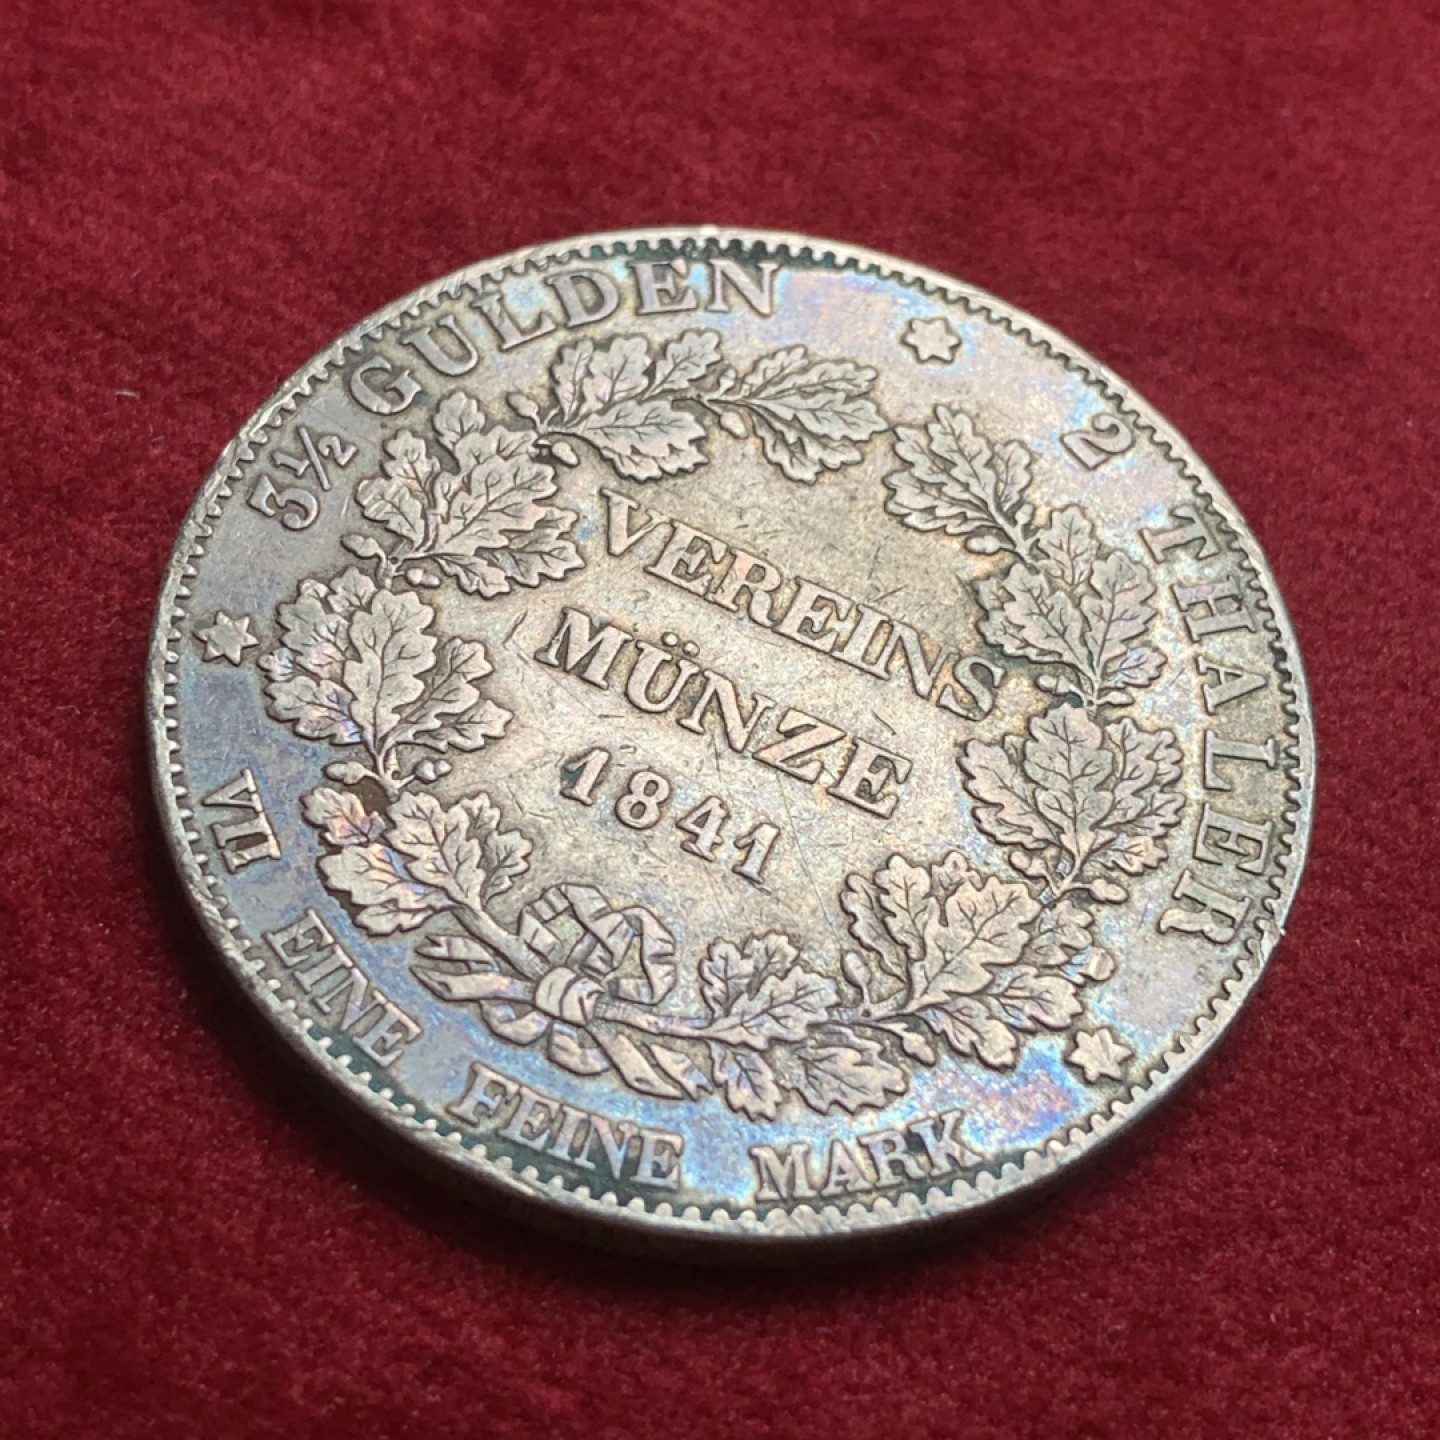 3½ GULDEN
2 THALER
VII EINE FEINE MARK
VEREINS
MÜNZE
1841